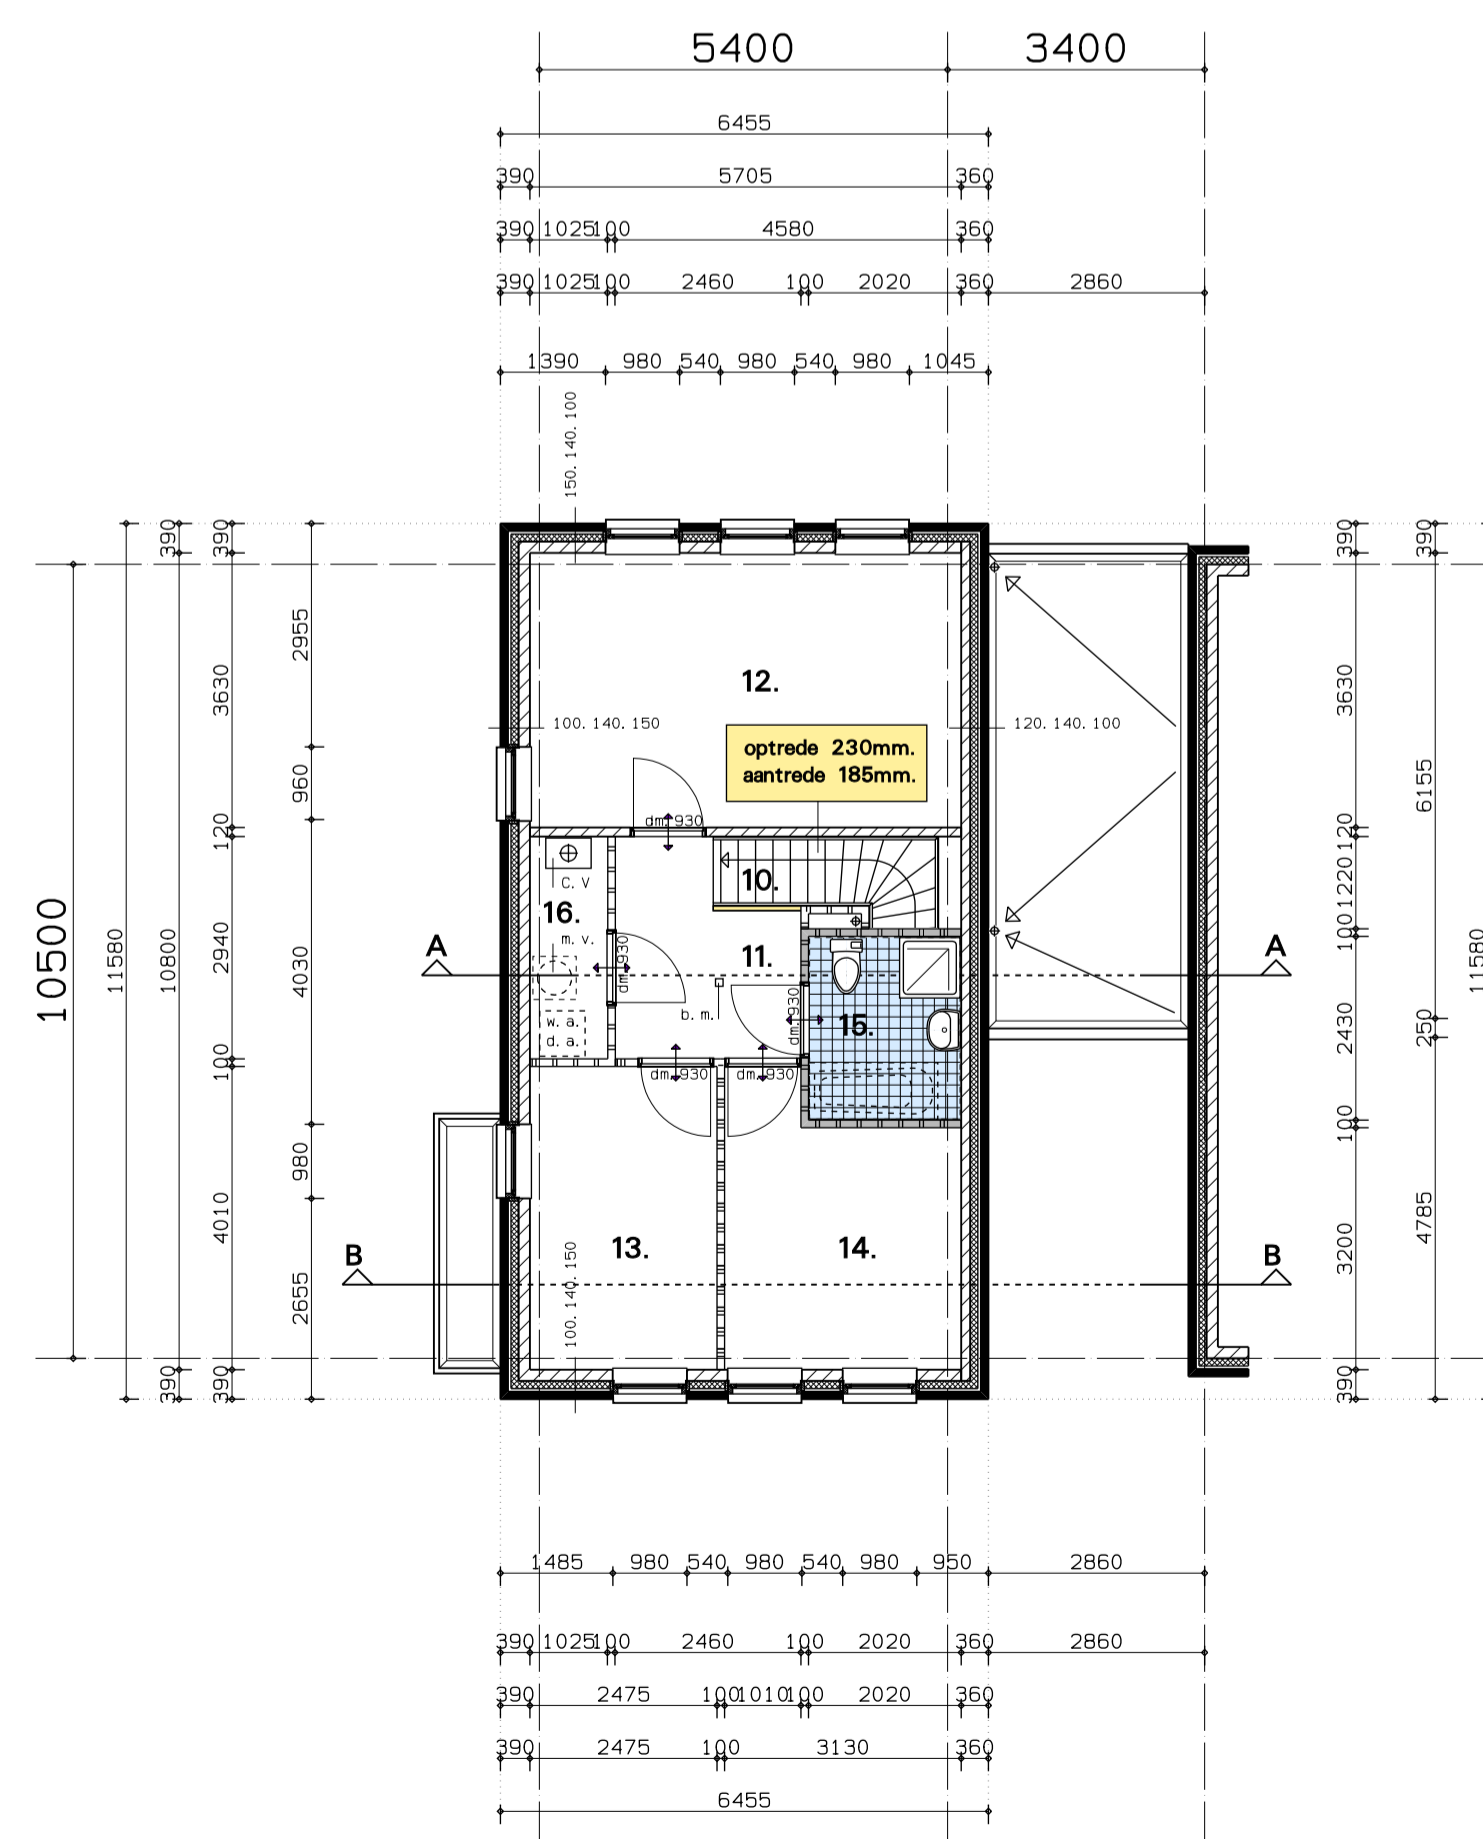 5400 3400
6455
390 5705 360
390 1025 100 4580 360
390 1025 100 2460 100 2020 360 2860
1390 980 540 980 540 980 1045
150.140.100
10500
11580
390 10800 390
390 3630 120 2940 100 4010 390
2955 960 4030 980 2655
12.
100.140.150
120.140.100
optrede 230mm.
aantrede 185mm.
dm. 930
C.V
10.
16.
m.v.
dm. 930
11.
A
A
b.m.
dm. 930
15.
w.a.
d.a.
dm. 930
dm. 930
13.
14.
B
B
100.140.150
390 3630 120 1220 100 2430 100 3200 390
390 6155 250 4785
11580
1485 980 540 980 540 980 950 2860
390 1025 100 2460 100 2020 360 2860
390 2475 100 1010 100 2020 360
390 2475 100 3130 360
6455